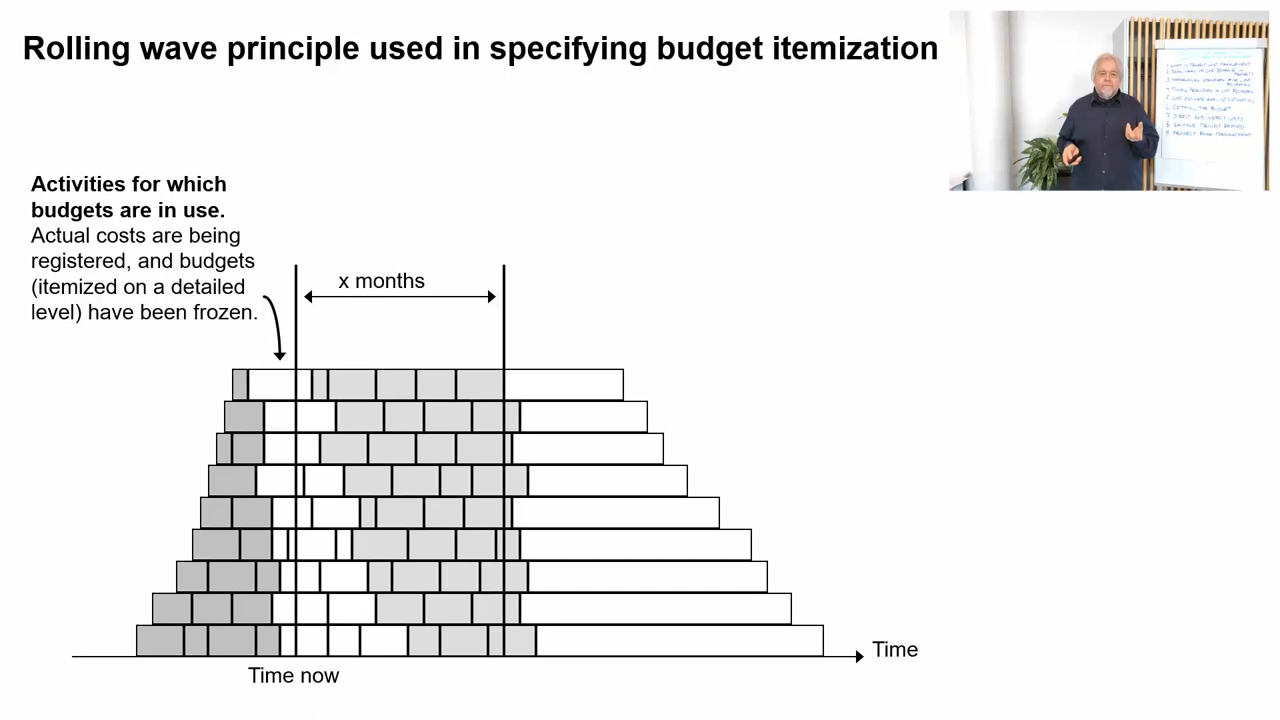 Rolling wave principle used in specifying budget itemization
Activities for which
budgets are in use.
Actual costs are being
registered, and budgets
(itemized on a detailed
level) have been frozen.
x months
Time
Time now